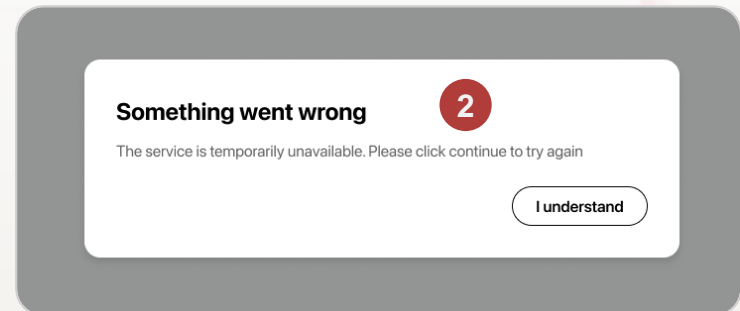 Something went wrong
2
The service is temporarily unavailable. Please click continue to try again
I understand